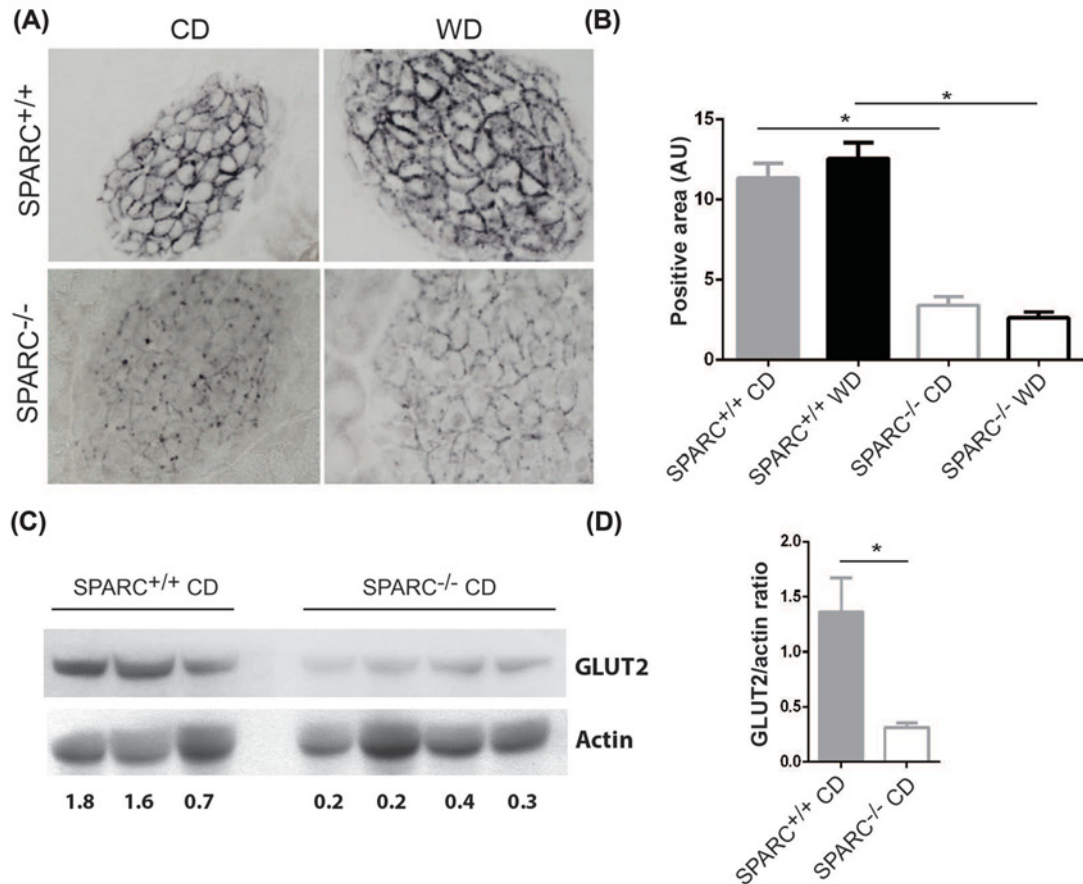 (A)
CD WD
SPARC+/+
SPARC-/-
(B)
* *
Positive area (AU)
15
10
5
0
SPARC+/+ CD
SPARC+/+ WD
SPARC-/- CD
SPARC-/- WD
(C)
SPARC+/+ CD SPARC-/- CD
GLUT2
Actin
1.8 1.6 0.7 0.2 0.2 0.4 0.3
(D)
*
GLUT2/actin ratio
2.0
1.5
1.0
0.5
0.0
SPARC+/+ CD
SPARC-/- CD